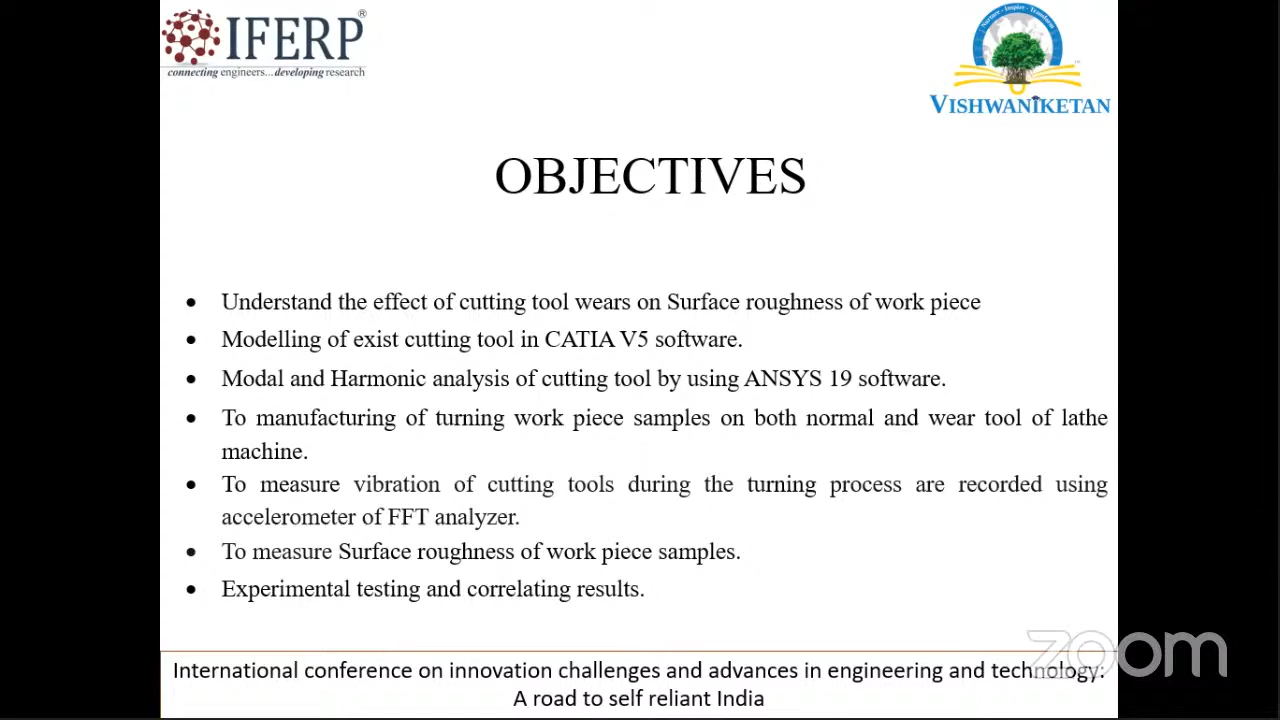 IFERP®
connecting engineers...developing research
Nurture - Inspire - Transform
VISHWANIKETAN
OBJECTIVES
• Understand the effect of cutting tool wears on Surface roughness of work piece
• Modelling of exist cutting tool in CATIA V5 software.
• Modal and Harmonic analysis of cutting tool by using ANSYS 19 software.
• To manufacturing of turning work piece samples on both normal and wear tool of lathe
machine.
• To measure vibration of cutting tools during the turning process are recorded using
accelerometer of FFT analyzer.
• To measure Surface roughness of work piece samples.
• Experimental testing and correlating results.
zoom
International conference on innovation challenges and advances in engineering and technology:
A road to self reliant India